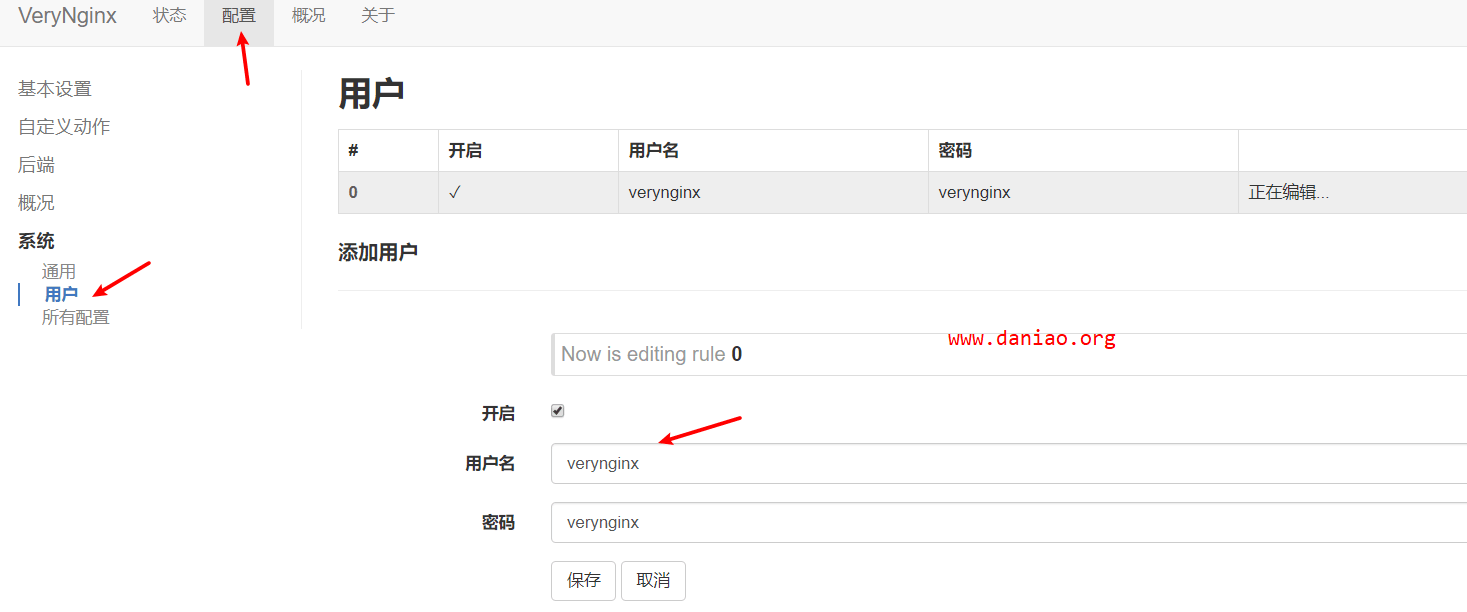 VeryNginx 状态 配置 概况 关于
基本设置
自定义动作
后端
概况
系统
通用
用户
所有配置
用户
# 开启 用户名 密码
0 ✓ verynginx verynginx 正在编辑...
添加用户
www.daniao.org
Now is editing rule 0
开启
用户名 verynginx
密码 verynginx
保存 取消